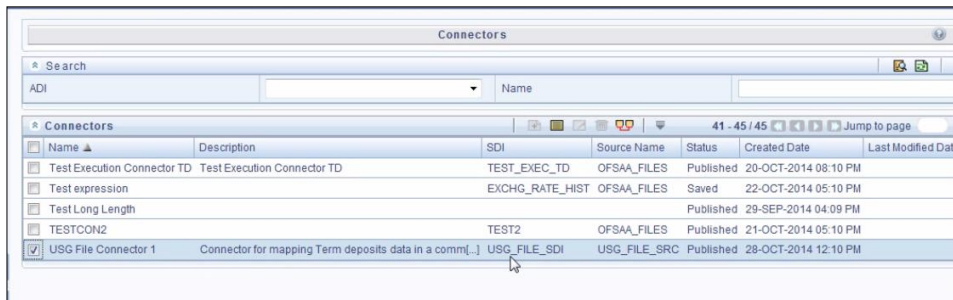 Connectors
Search
ADI Name
Connectors 41 - 45 / 45 Jump to page
Name Description SDI Source Name Status Created Date Last Modified Dat
Test Execution Connector TD Test Execution Connector TD TEST_EXEC_TD OFSAA_FILES Published 20-OCT-2014 08:10 PM
Test expression EXCHG_RATE_HIST OFSAA_FILES Saved 22-OCT-2014 05:10 PM
Test Long Length Published 29-SEP-2014 04:09 PM
TESTCON2 TEST2 OFSAA_FILES Published 21-OCT-2014 05:10 PM
USG File Connector 1 Connector for mapping Term deposits data in a comm[...] USG_FILE_SDI USG_FILE_SRC Published 28-OCT-2014 12:10 PM